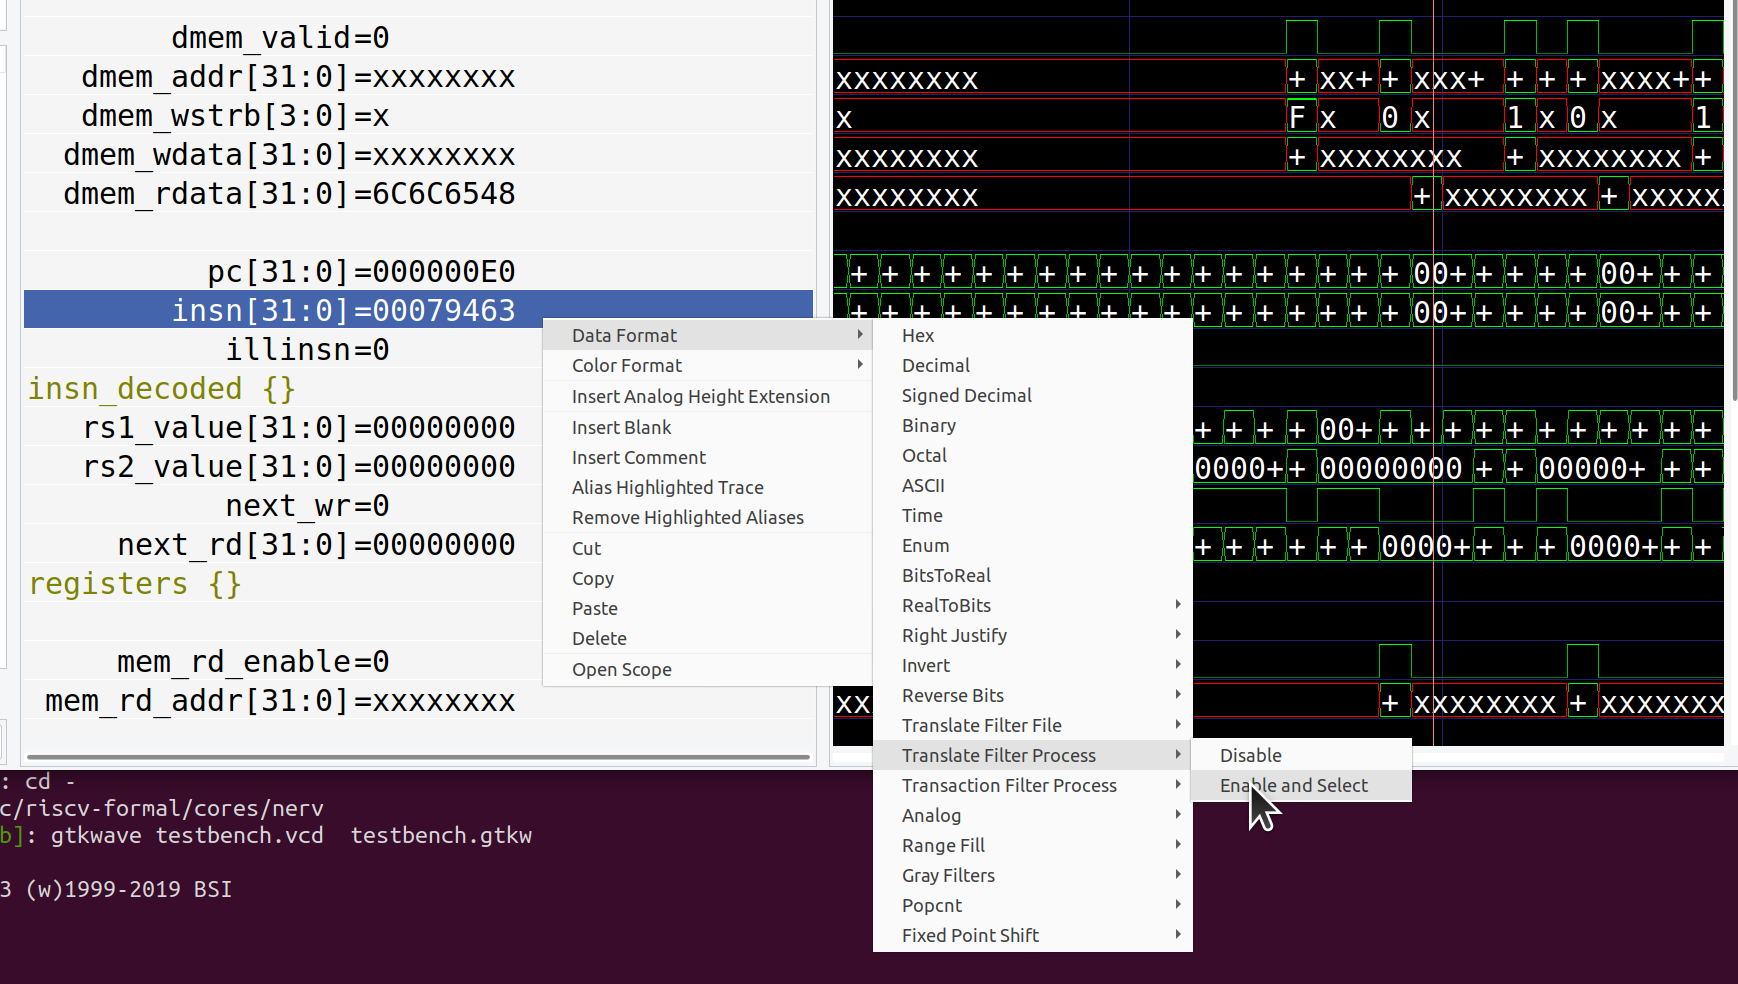 dmem_valid=0
dmem_addr[31:0]=xxxxxxxx
xxxxxxxx + xx+ + xxx+ + + + xxxx+ +
dmem_wstrb[3:0]=x
x F x 0 x 1 x 0 x 1
dmem_wdata[31:0]=xxxxxxxx
xxxxxxxx + xxxxxxxx + xxxxxxxx +
dmem_rdata[31:0]=6C6C6548
xxxxxxxx + xxxxxxxx + xxxxxx
pc[31:0]=000000E0
+ + + + + + + + + + + + + + + + + + 00+ + + + + 00+ + +
insn[31:0]=00079463
+ + + + + + + + + + + + + + + + + + 00+ + + + + 00+ + +
illinsn=0
insn_decoded {}
rs1_value[31:0]=00000000
+ + + + 00+ + + + + + + + + + + +
rs2_value[31:0]=00000000
0000+ + 00000000 + + 00000+ + +
next_wr=0
next_rd[31:0]=00000000
+ + + + + + 0000+ + + + 0000+ + +
registers {}
mem_rd_enable=0
mem_rd_addr[31:0]=xxxxxxxx
xx + xxxxxxxx + xxxxxxx
Data Format
Color Format
Insert Analog Height Extension
Insert Blank
Insert Comment
Alias Highlighted Trace
Remove Highlighted Aliases
Cut
Copy
Paste
Delete
Open Scope
Hex
Decimal
Signed Decimal
Binary
Octal
ASCII
Time
Enum
BitsToReal
RealToBits
Right Justify
Invert
Reverse Bits
Translate Filter File
Translate Filter Process
Transaction Filter Process
Analog
Range Fill
Gray Filters
Popcnt
Fixed Point Shift
Disable
Enable and Select
: cd -
c/riscv-formal/cores/nerv
b]: gtkwave testbench.vcd  testbench.gtkw
3 (w)1999-2019 BSI